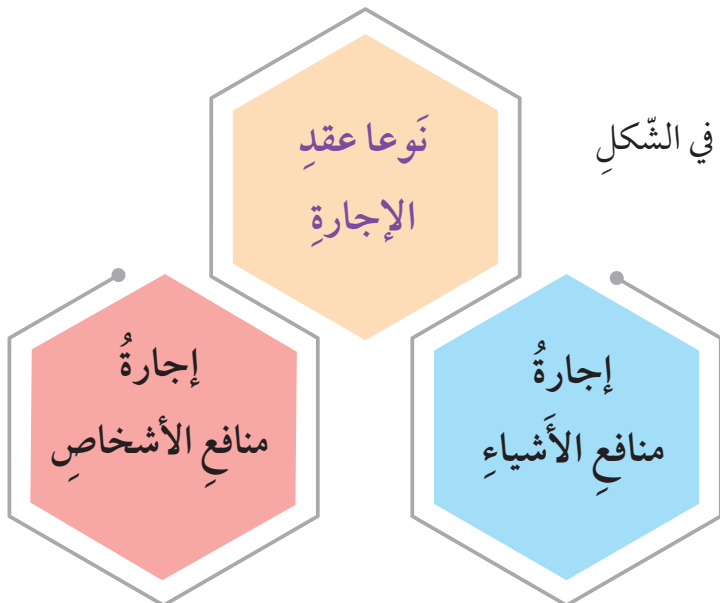 في الشّكلِ
نَوعا عقدِ
الإجارةِ
إجارةُ
منافعِ الأَشياءِ
إجارةُ
منافعِ الأشخاصِ